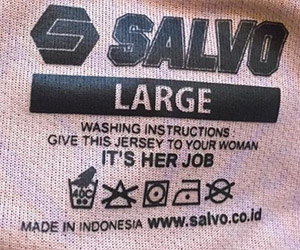 SALVO
LARGE
WASHING INSTRUCTIONS :
GIVE THIS JERSEY TO YOUR WOMAN
IT'S HER JOB
MADE IN INDONESIA www.salvo.co.id